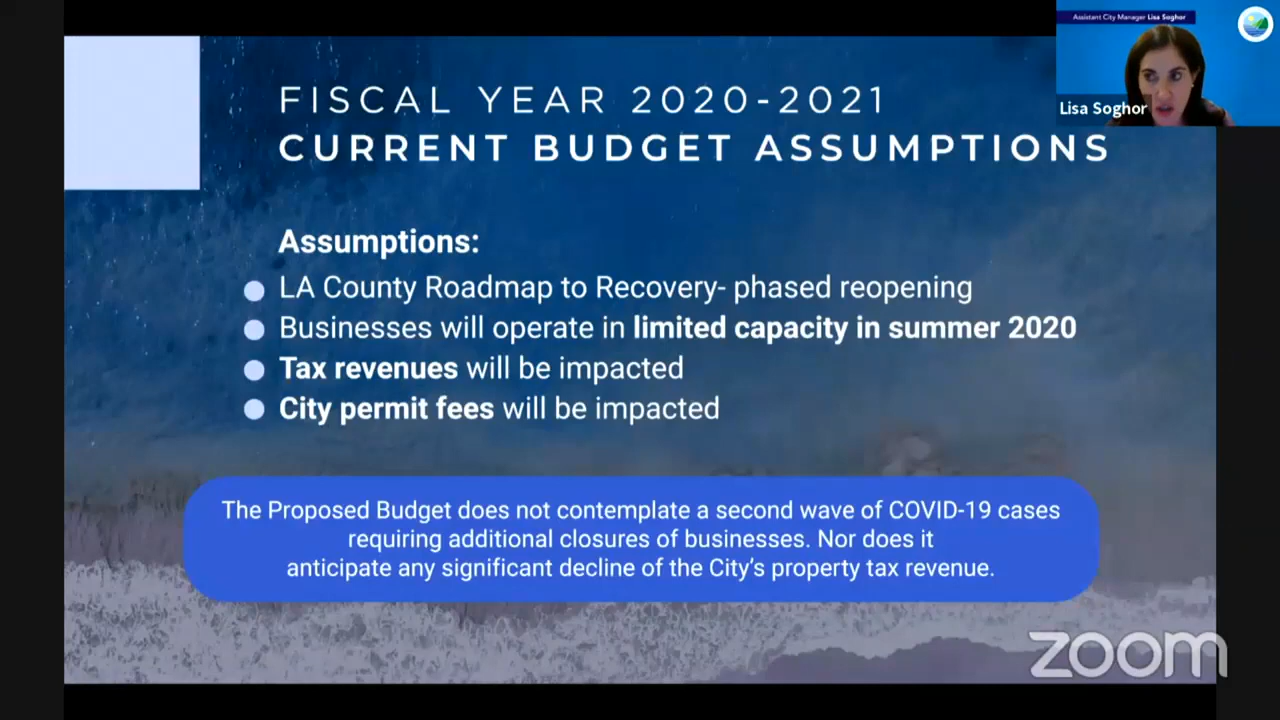 Assistant City Manager Lisa Soghor
Lisa Soghor
FISCAL YEAR 2020-2021
CURRENT BUDGET ASSUMPTIONS
Assumptions:
LA County Roadmap to Recovery- phased reopening
Businesses will operate in limited capacity in summer 2020
Tax revenues will be impacted
City permit fees will be impacted
The Proposed Budget does not contemplate a second wave of COVID-19 cases
requiring additional closures of businesses. Nor does it
anticipate any significant decline of the City's property tax revenue.
zoom